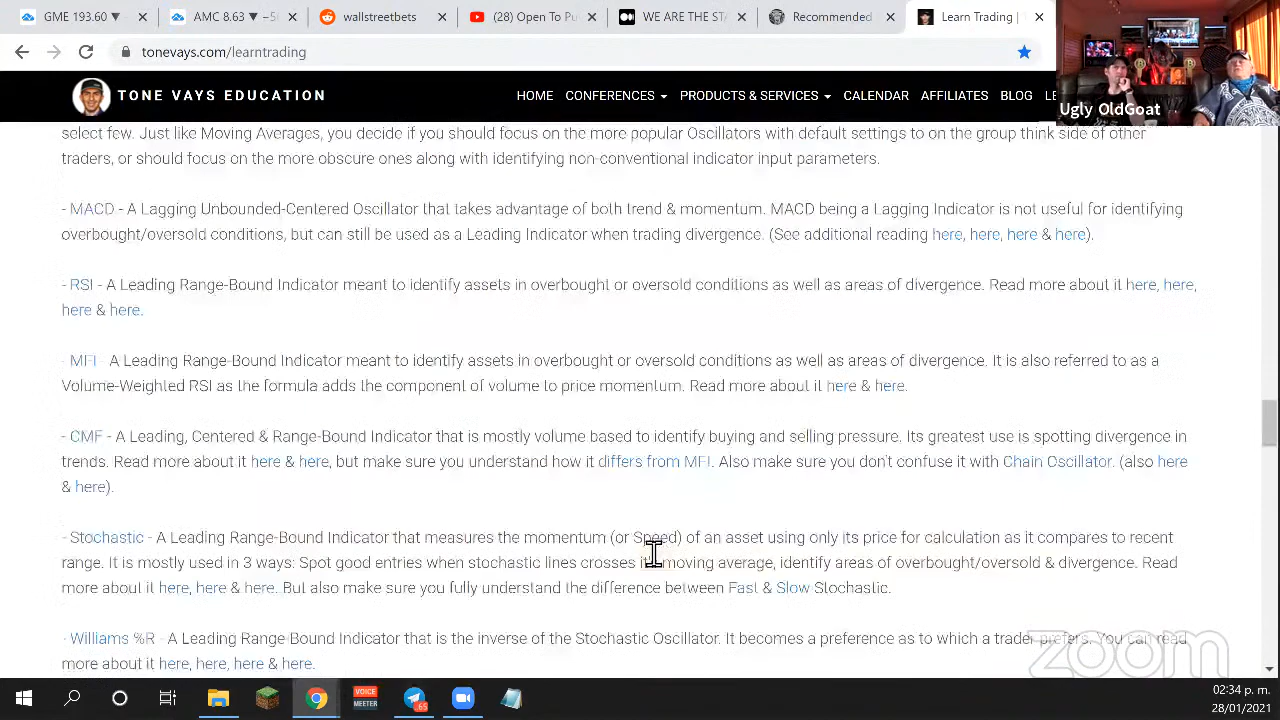 GME 193.60
AMC 8.03
wallstreetbets
(28) Open To Pu
WE ARE THE ST
Recommended
Learn Trading |
tonevays.com/learntrading
TONE VAYS EDUCATION
HOME CONFERENCES PRODUCTS & SERVICES CALENDAR AFFILIATES BLOG LE
Ugly OldGoat
select few. Just like Moving Averages, you decide if you should focus on the more popular Oscillators with default settings to on the group think side of other
traders, or should focus on the more obscure ones along with identifying non-conventional indicator input parameters.
- MACD - A Lagging Unbounded-Centered Oscillator that takes advantage of both trend & momentum. MACD being a Lagging Indicator is not useful for identifying
overbought/oversold conditions, but can still be used as a Leading Indicator when trading divergence. (See additional reading here, here, here & here).
- RSI - A Leading Range-Bound Indicator meant to identify assets in overbought or oversold conditions as well as areas of divergence. Read more about it here, here,
here & here.
- MFI - A Leading Range-Bound Indicator meant to identify assets in overbought or oversold conditions as well as areas of divergence. It is also referred to as a
Volume-Weighted RSI as the formula adds the component of volume to price momentum. Read more about it here & here.
- CMF - A Leading, Centered & Range-Bound Indicator that is mostly volume based to identify buying and selling pressure. Its greatest use is spotting divergence in
trends. Read more about it here & here, but make sure you understand how it differs from MFI. Also make sure you don't confuse it with Chain Oscillator. (also here
& here).
- Stochastic - A Leading Range-Bound Indicator that measures the momentum (or Speed) of an asset using only its price for calculation as it compares to recent
range. It is mostly used in 3 ways: Spot good entries when stochastic lines crosses moving average, identify areas of overbought/oversold & divergence. Read
more about it here, here & here. But also make sure you fully understand the difference between Fast & Slow Stochastic.
- Williams %R - A Leading Range-Bound Indicator that is the inverse of the Stochastic Oscillator. It becomes a preference as to which a trader prefers. You can read
more about it here, here, here & here.
zoom
VOICE
MEETER
65
02:34 p. m.
28/01/2021